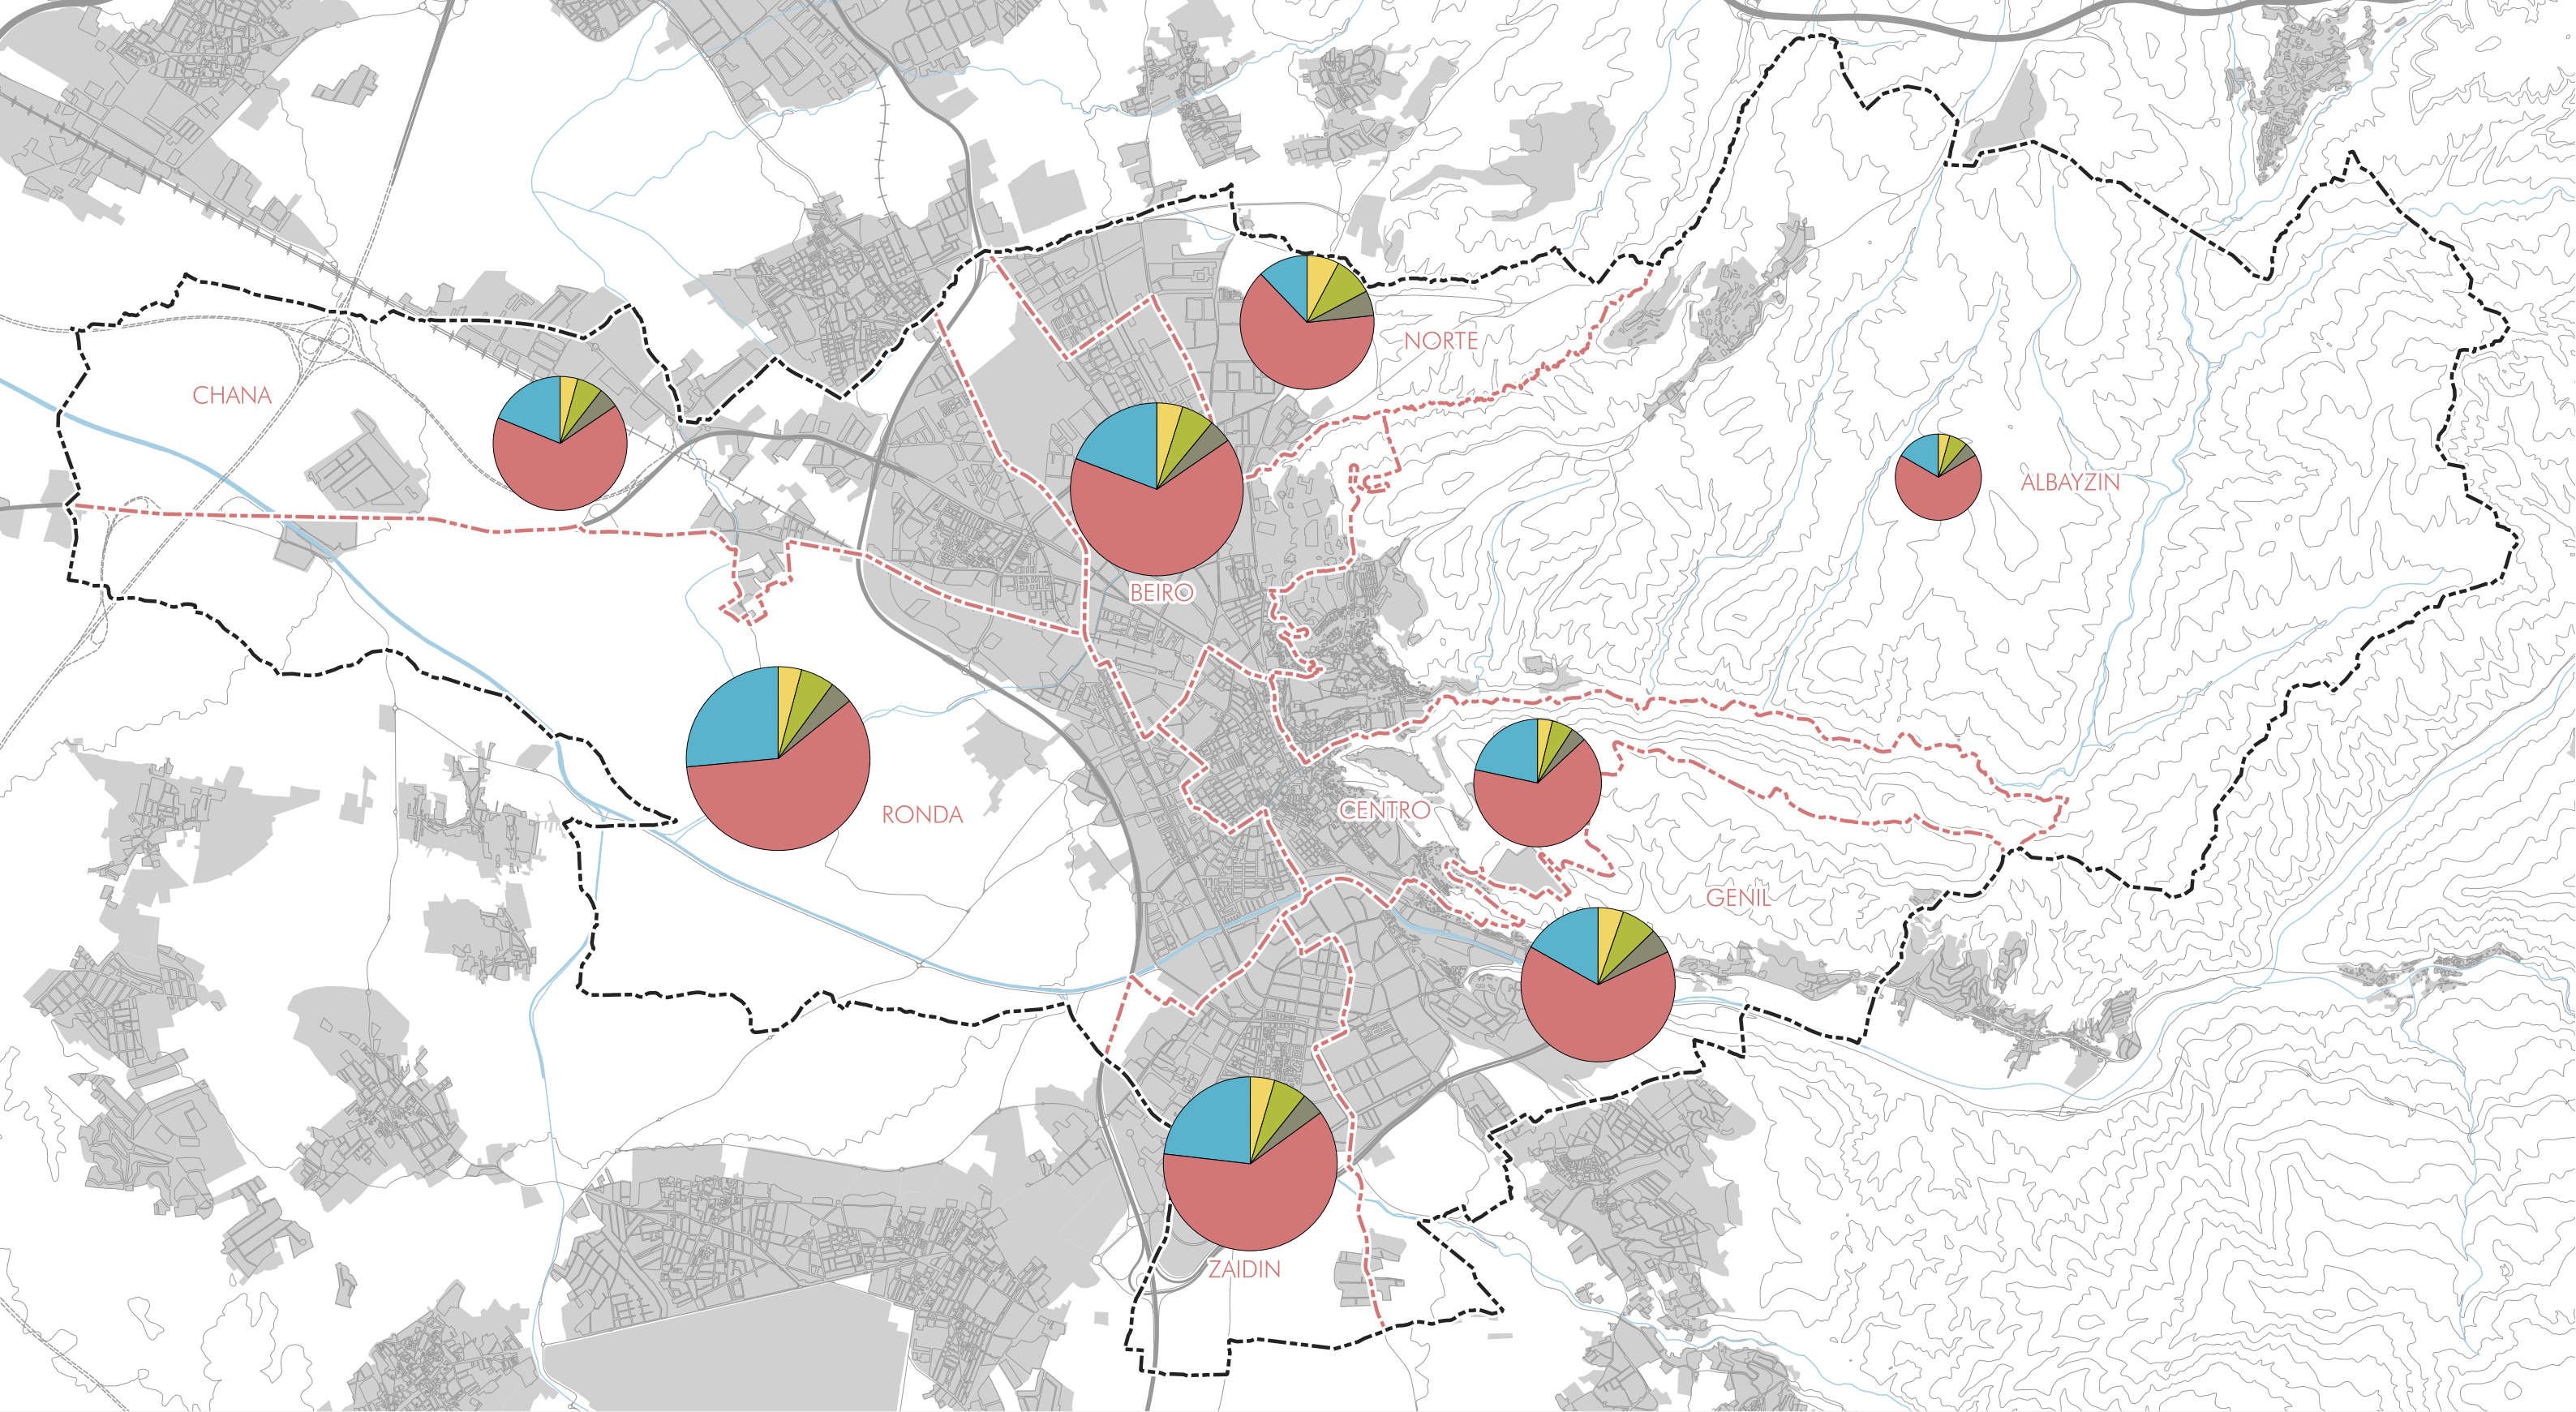 NORTE
CHANA
ALBAYZIN
BEIRO
CENTRO
RONDA
GENIL
ZAIDIN